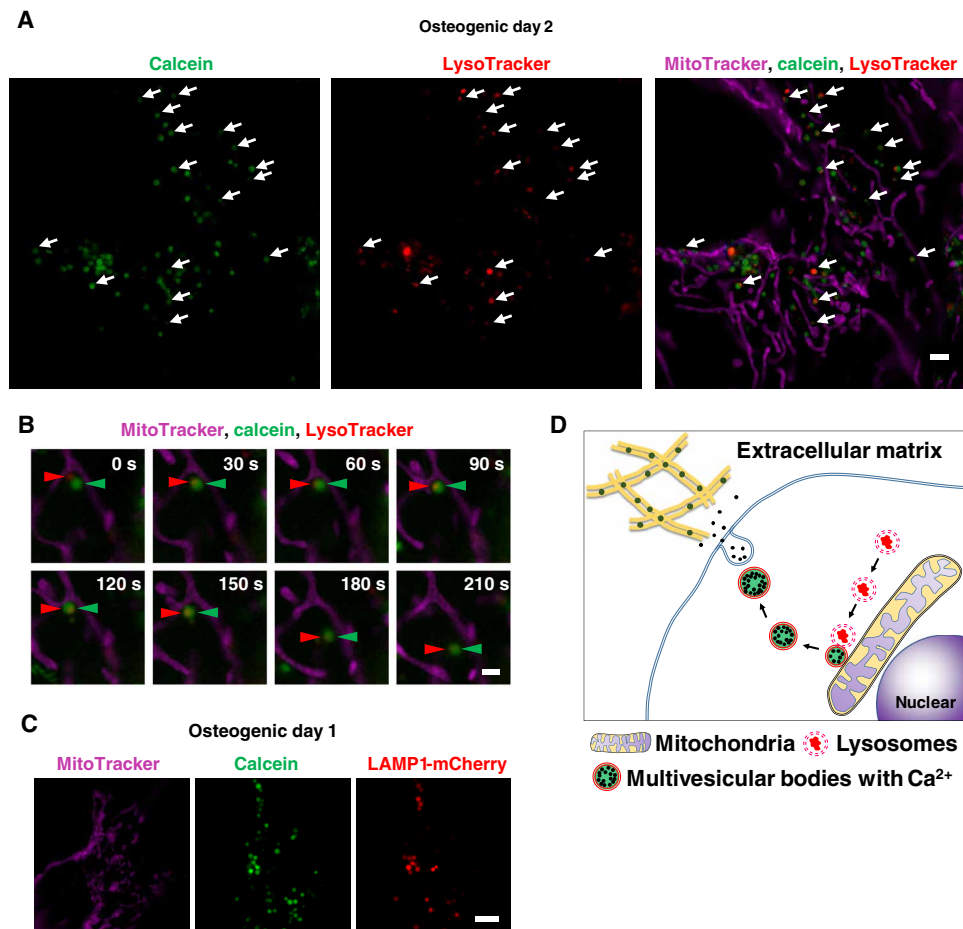 A
Osteogenic day 2
Calcein
LysoTracker
MitoTracker, calcein, LysoTracker
B
MitoTracker, calcein, LysoTracker
0 s
30 s
60 s
90 s
120 s
150 s
180 s
210 s
C
Osteogenic day 1
MitoTracker
Calcein
LAMP1-mCherry
D
Extracellular matrix
Nuclear
Mitochondria
Lysosomes
Multivesicular bodies with Ca²⁺